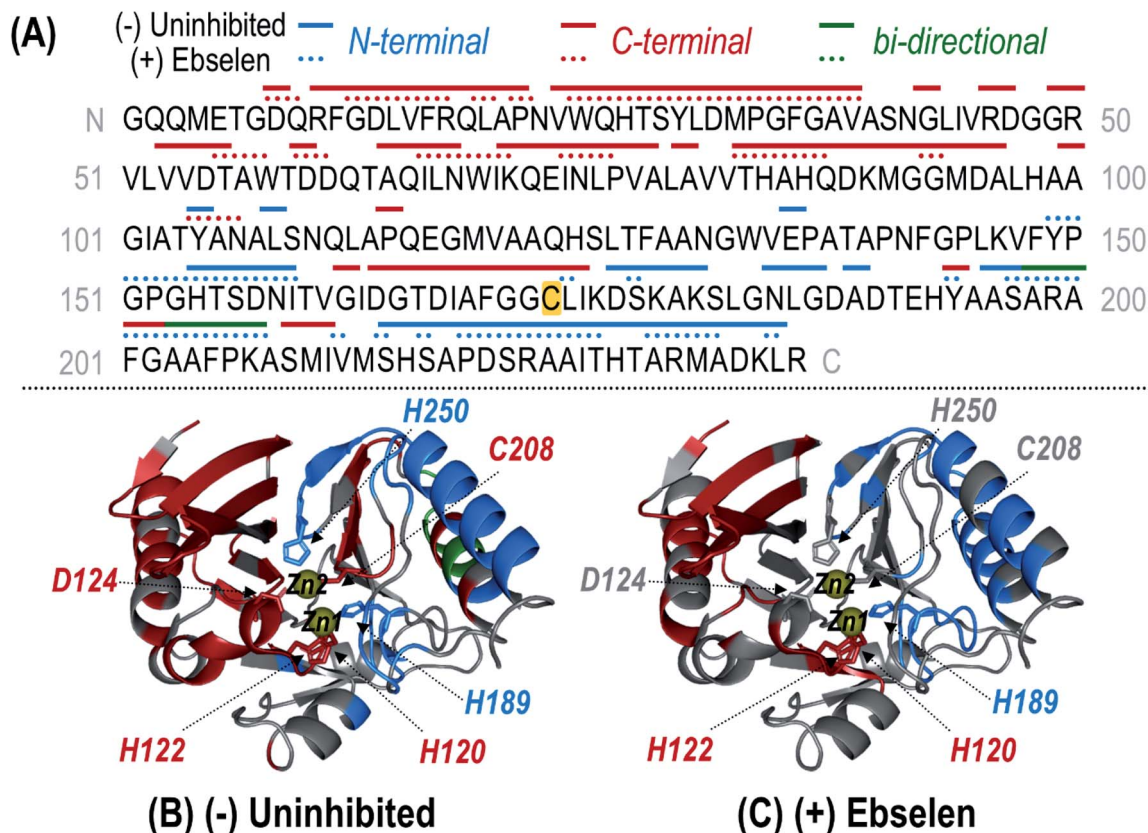 (A) (-) Uninhibited N-terminal C-terminal bi-directional
(+) Ebselen
N GQQMETGDQRFGDLVFRQLAPNVWQHTSYLDMPGFGAVASNGLIVRDGGR 50
51 VLVVDTAWTDDQTAQILNWIKQEINLPVALAVVTHAHQDKMGGMDALHAA 100
101 GIATYANALSNQLAPQEGMVAAQHSLTFAANGWVEPATAPNFGPLKVFYP 150
151 GPGHTSDNITVGIDGTDIAFGGCLIKDSKAKSLGNLGDADTEHYAASARA 200
201 FGAAFPKASMIVMSHSAPDSRAAITHTARMADKLR C
H250
C208
D124
Zn2
Zn1
H189
H122
H120
(B) (-) Uninhibited
H250
C208
D124
Zn2
Zn1
H189
H122
H120
(C) (+) Ebselen